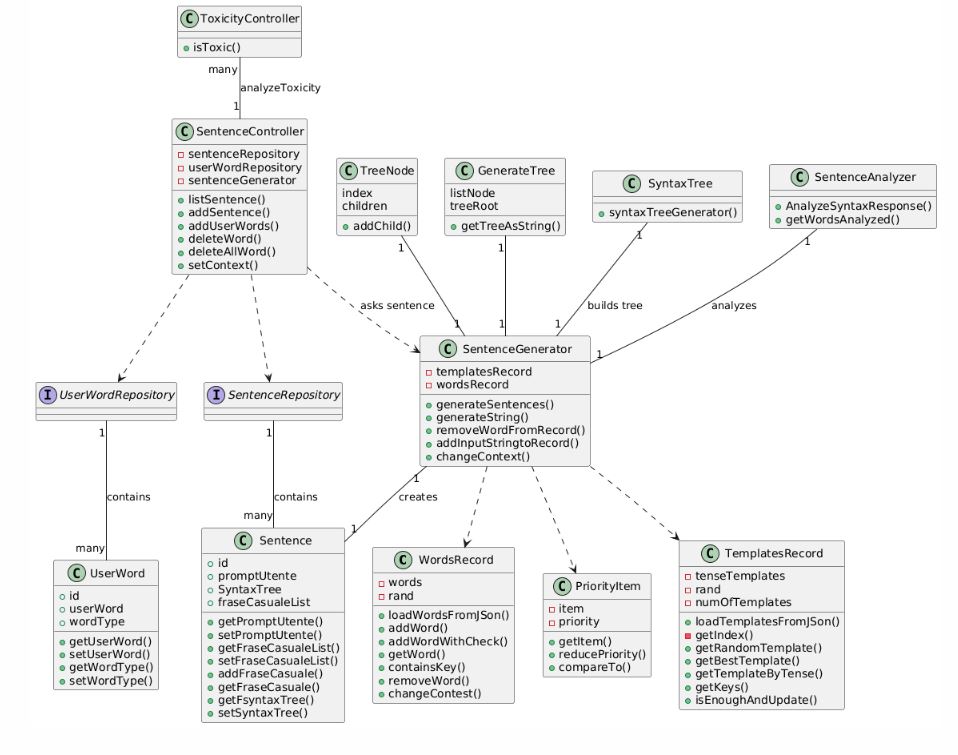 C ToxicityController
isToxic()
many
analyzeToxicity
1
C SentenceController
sentenceRepository
userWordRepository
sentenceGenerator
listSentence()
addSentence()
addUserWords()
deleteWord()
deleteAllWord()
setContext()
C TreeNode
index
children
addChild()
C GenerateTree
listNode
treeRoot
getTreeAsString()
C SyntaxTree
syntaxTreeGenerator()
C SentenceAnalyzer
AnalyzeSyntaxResponse()
getWordsAnalyzed()
1
1
1
1
asks sentence
builds tree
analyzes
1
1
1
1
C SentenceGenerator
templatesRecord
wordsRecord
generateSentences()
generateString()
removeWordFromRecord()
addInputStringtoRecord()
changeContext()
I UserWordRepository
I SentenceRepository
1
contains
many
1
contains
many
1
creates
1
C UserWord
id
userWord
wordType
getUserWord()
setUserWord()
getWordType()
setWordType()
C Sentence
id
promptUtente
SyntaxTree
fraseCasualeList
getPromptUtente()
setPromptUtente()
getFraseCasualeList()
setFraseCasualeList()
addFraseCasuale()
getFraseCasuale()
getFsyntaxTree()
setSyntaxTree()
C WordsRecord
words
rand
loadWordsFromJSon()
addWord()
addWordWithCheck()
getWord()
containsKey()
removeWord()
changeContest()
C PriorityItem
item
priority
getItem()
reducePriority()
compareTo()
C TemplatesRecord
tenseTemplates
rand
numOfTemplates
loadTemplatesFromJSon()
getIndex()
getRandomTemplate()
getBestTemplate()
getTemplateByTense()
getKeys()
isEnoughAndUpdate()